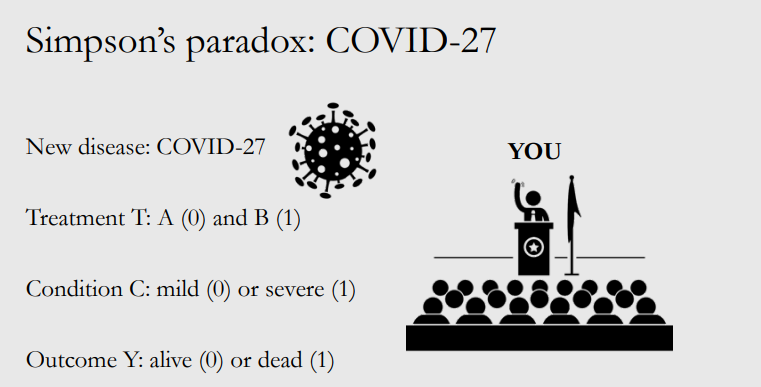 Simpson's paradox: COVID-27
New disease: COVID-27
YOU
Treatment T: A (0) and B (1)
Condition C: mild (0) or severe (1)
Outcome Y: alive (0) or dead (1)